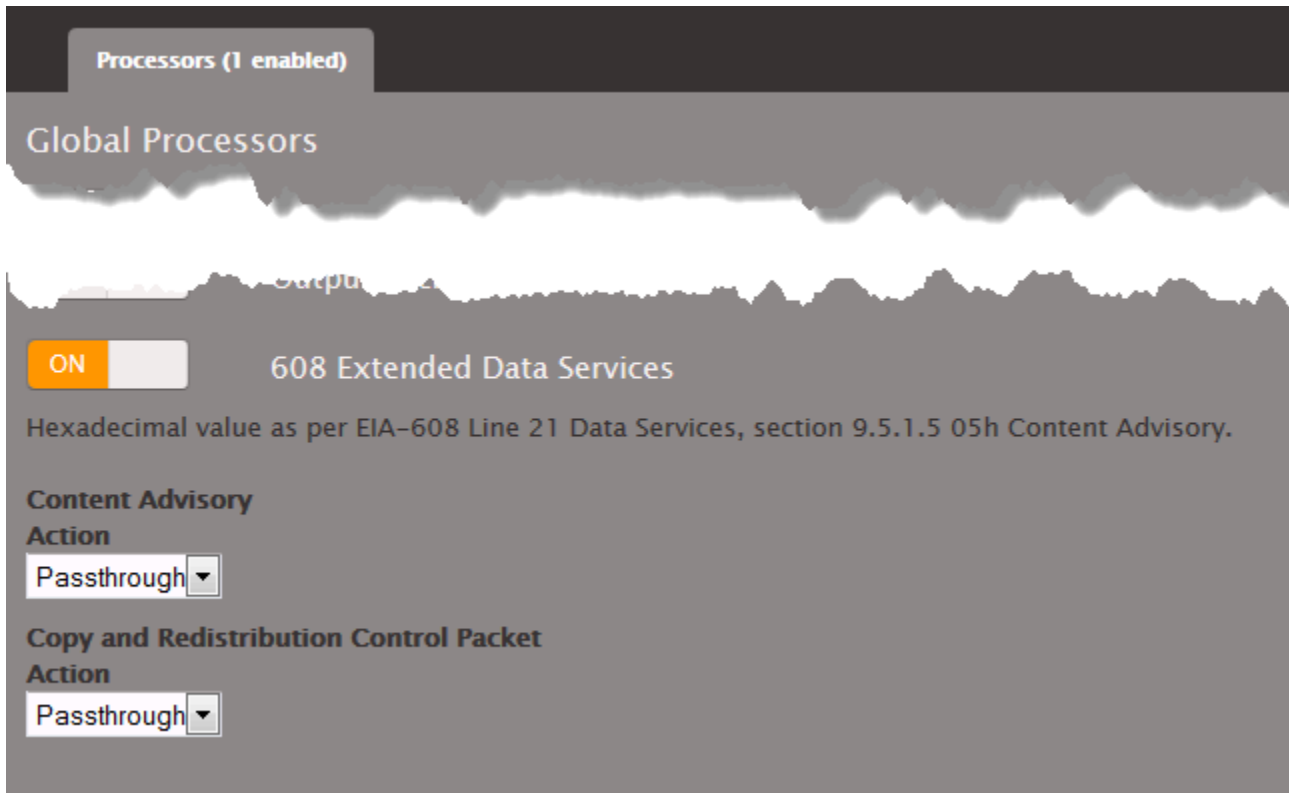 Processors (1 enabled)
Global Processors
ON
608 Extended Data Services
Hexadecimal value as per EIA-608 Line 21 Data Services, section 9.5.1.5 05h Content Advisory.
Content Advisory
Action
Passthrough
Copy and Redistribution Control Packet
Action
Passthrough